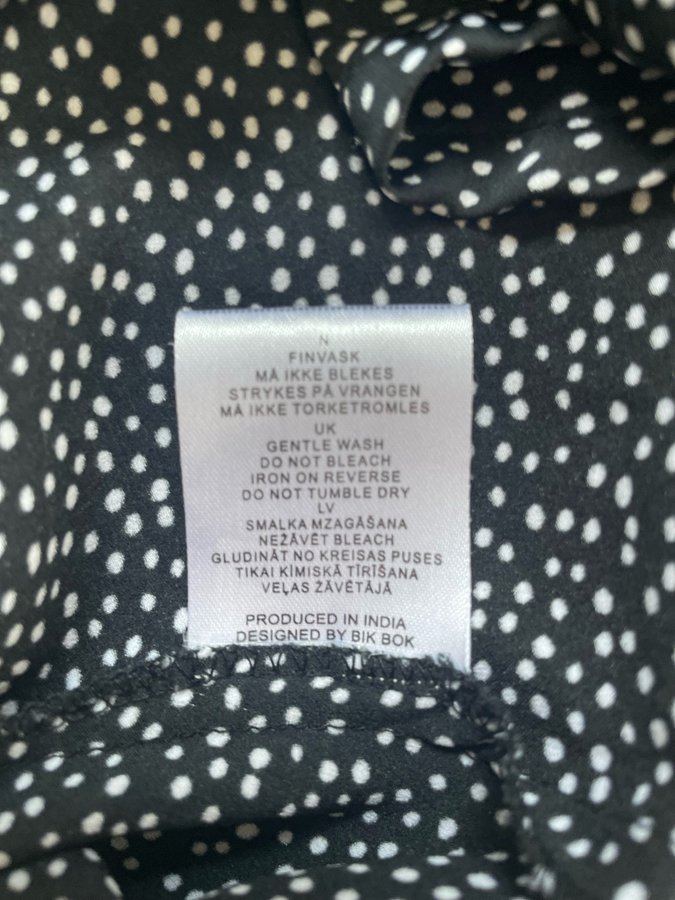 N
FINVASK
MÅ IKKE BLEKES
STRYKES PÅ VRANGEN
MÅ IKKE TORKETROMLES
UK
GENTLE WASH
DO NOT BLEACH
IRON ON REVERSE
DO NOT TUMBLE DRY
LV
SMALKA MZAGĀŠANA
NEŽĀVĒT BLEACH
GLUDINĀT NO KREISAS PUSES
TIKAI ĶĪMISKĀ TĪRĪŠANA
VEĻAS ŽĀVĒTĀJĀ
PRODUCED IN INDIA
DESIGNED BY BIK BOK